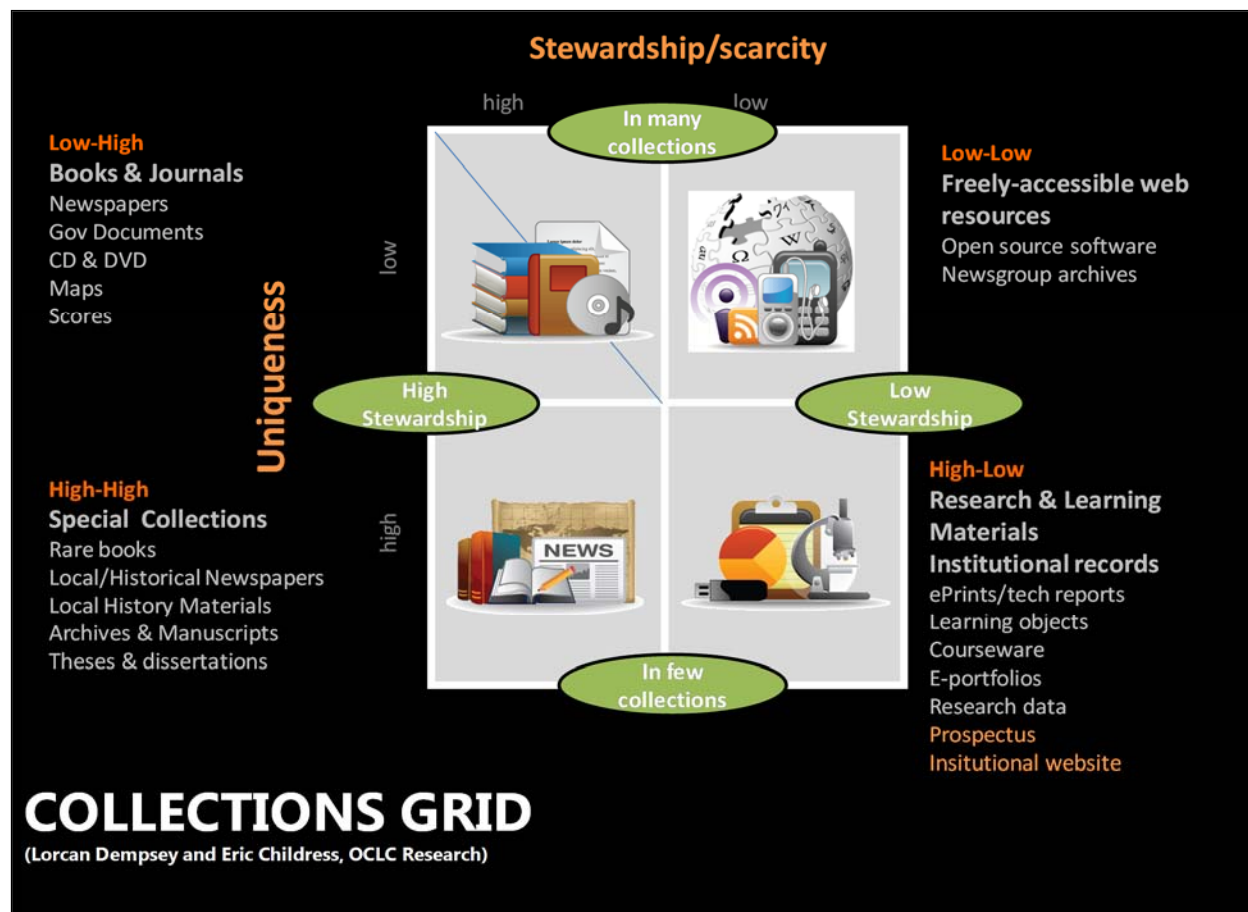 Stewardship/scarcity
high
low
In many
collections
Low-High
Books & Journals
Newspapers
Gov Documents
CD & DVD
Maps
Scores
Uniqueness
low
high
Low-Low
Freely-accessible web
resources
Open source software
Newsgroup archives
High
Stewardship
Low
Stewardship
High-High
Special Collections
Rare books
Local/Historical Newspapers
Local History Materials
Archives & Manuscripts
Theses & dissertations
NEWS
High-Low
Research & Learning
Materials
Institutional records
ePrints/tech reports
Learning objects
Courseware
E-portfolios
Research data
Prospectus
Insitutional website
In few
collections
COLLECTIONS GRID
(Lorcan Dempsey and Eric Childress, OCLC Research)